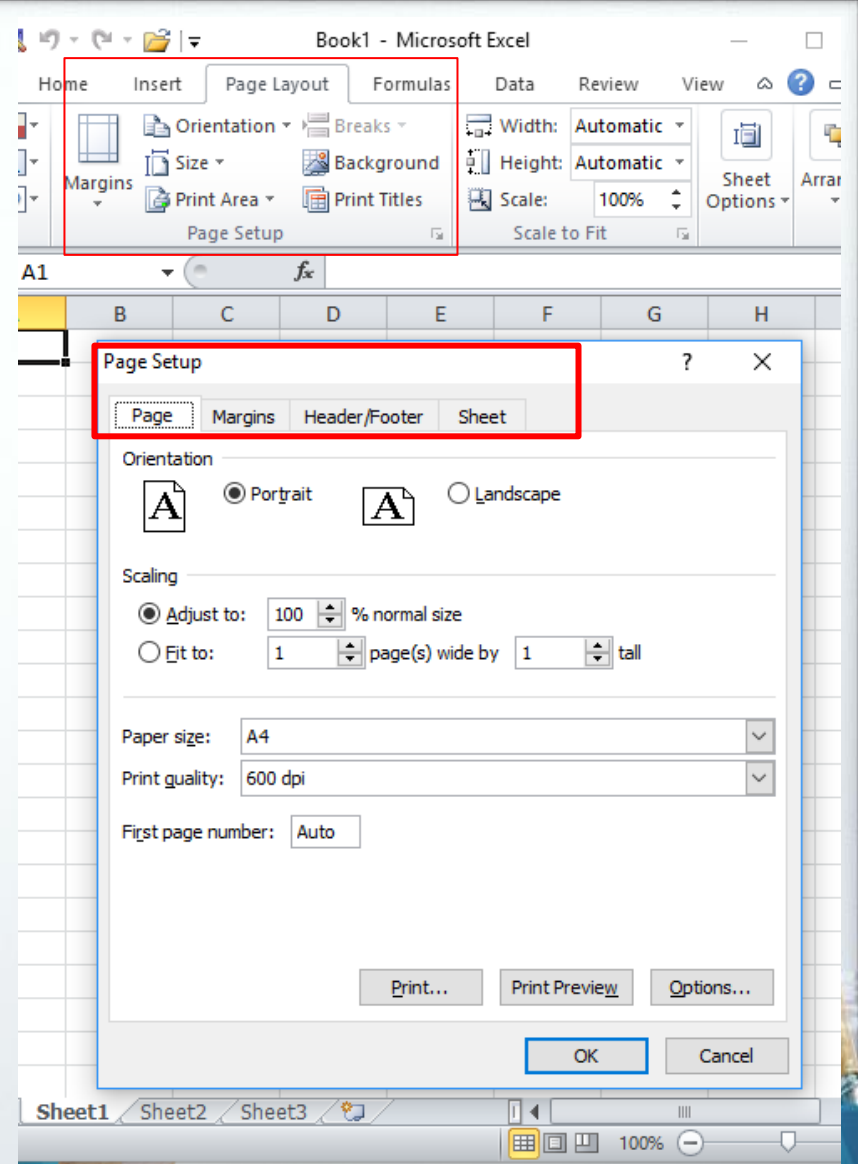 Book1 - Microsoft Excel
Home Insert Page Layout Formulas Data Review View ?
Orientation Breaks Width: Automatic
Size Background Height: Automatic
Margins Print Area Print Titles Scale: 100% Sheet Options
Page Setup Scale to Fit
A1 fx
B C D E F G H
Page Setup ?
Page Margins Header/Footer Sheet
Orientation
A Portrait A Landscape
Scaling
Adjust to: 100 % normal size
Fit to: 1 page(s) wide by 1 tall
Paper size: A4
Print quality: 600 dpi
First page number: Auto
Print... Print Preview Options...
OK Cancel
Sheet1 Sheet2 Sheet3
100%